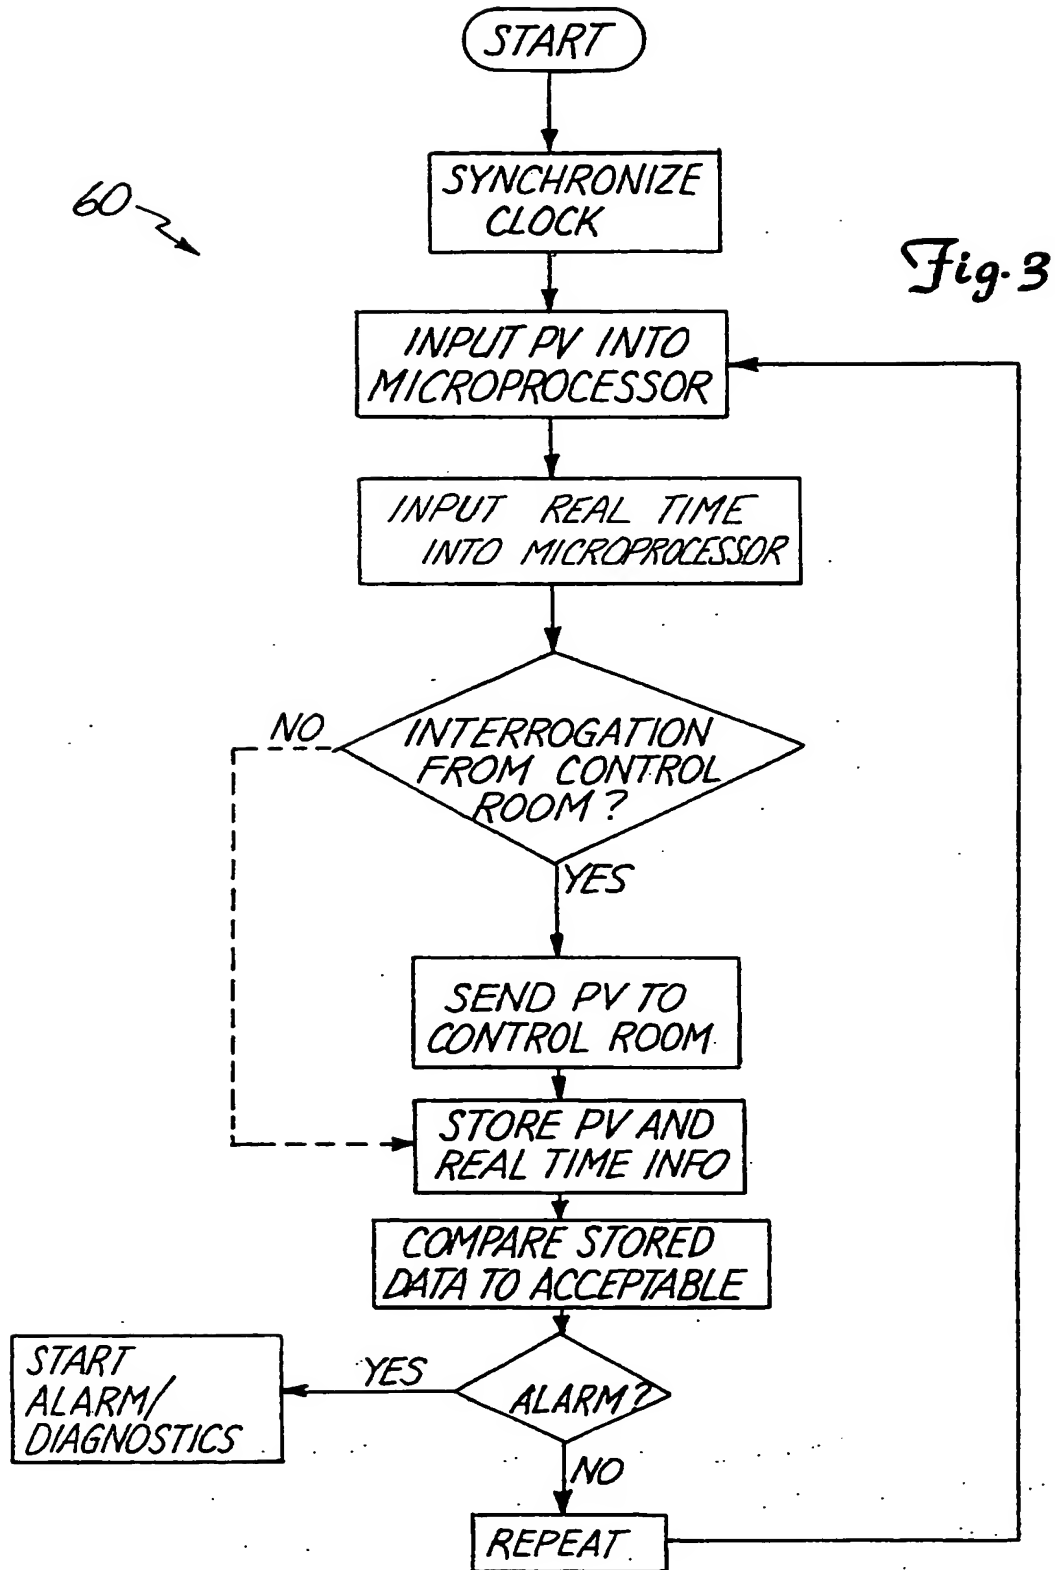 START
SYNCHRONIZE
CLOCK
60
Fig. 3
INPUT PV INTO
MICROPROCESSOR
INPUT REAL TIME
INTO MICROPROCESSOR
NO
INTERROGATION
FROM CONTROL
ROOM?
YES
SEND PV TO
CONTROL ROOM
STORE PV AND
REAL TIME INFO
COMPARE STORED
DATA TO ACCEPTABLE
START
ALARM/
DIAGNOSTICS
YES
ALARM?
NO
REPEAT